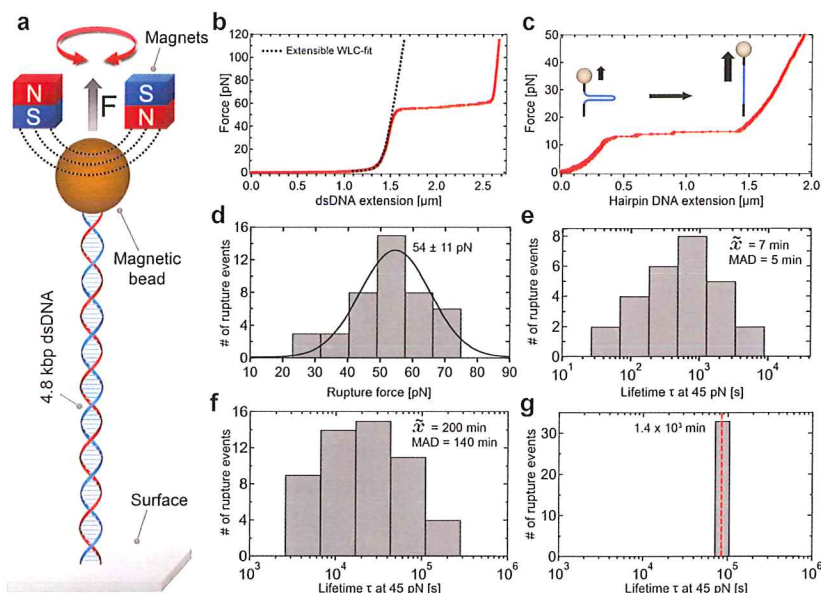 a
Magnets
N
S
S
N
F
Magnetic
bead
4.8 kbp dsDNA
Surface
b
Extensible WLC-fit
Force [pN]
120
100
80
60
40
20
0
0.0 0.5 1.0 1.5 2.0 2.5
dsDNA extension [μm]
c
Force [pN]
50
40
30
20
10
0
0.0 0.5 1.0 1.5 2.0
Hairpin DNA extension [μm]
d
54 ± 11 pN
# of rupture events
16
12
8
4
0
10 20 30 40 50 60 70 80 90
Rupture force [pN]
e
x̃ = 7 min
MAD = 5 min
# of rupture events
8
6
4
2
0
10¹ 10² 10³ 10⁴
Lifetime τ at 45 pN [s]
f
x̃ = 200 min
MAD = 140 min
# of rupture events
16
12
8
4
0
10³ 10⁴ 10⁵ 10⁶
Lifetime τ at 45 pN [s]
g
1.4 x 10³ min
# of rupture events
30
20
10
0
10³ 10⁴ 10⁵ 10⁶
Lifetime τ at 45 pN [s]